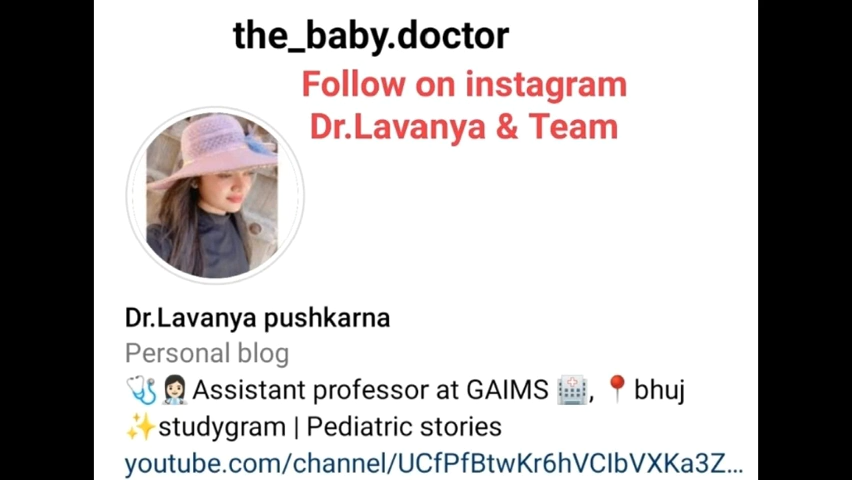 the_baby.doctor
Follow on instagram
Dr.Lavanya & Team
Dr.Lavanya pushkarna
Personal blog
🩺👩🏻‍⚕️Assistant professor at GAIMS 🏥, 📍bhuj
✨studygram | Pediatric stories
youtube.com/channel/UCfPfBtwKr6hVCIbVXKa3Z…